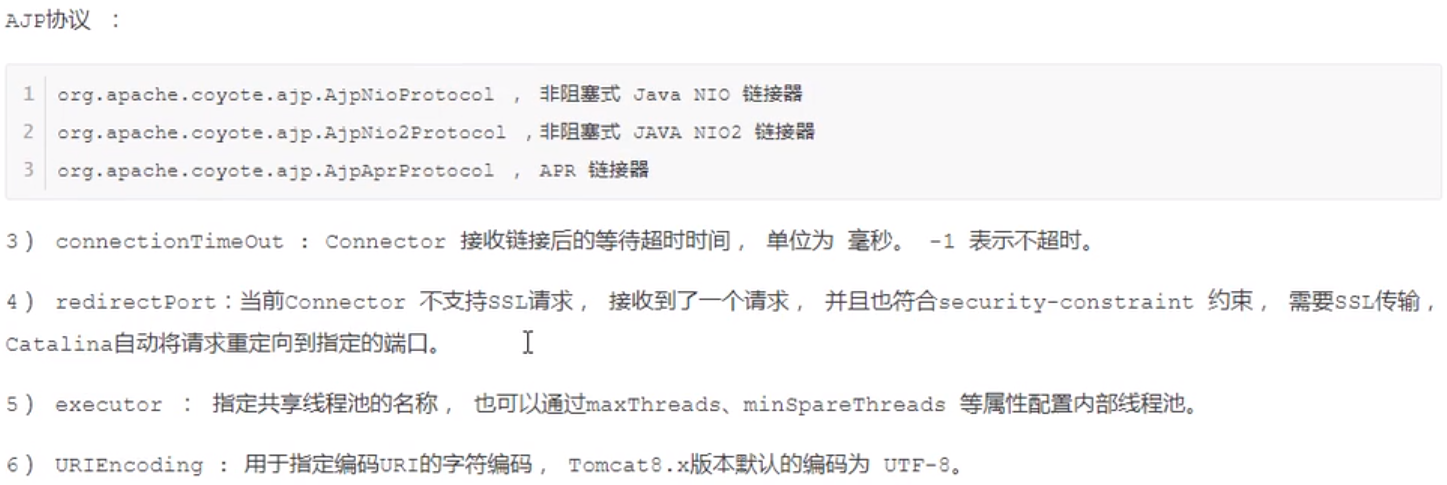 AJP协议 ：
1 org.apache.coyote.ajp.AjpNioProtocol ， 非阻塞式 Java NIO 链接器
2 org.apache.coyote.ajp.AjpNio2Protocol ，非阻塞式 JAVA NIO2 链接器
3 org.apache.coyote.ajp.AjpAprProtocol ， APR 链接器
3） connectionTimeOut : Connector 接收链接后的等待超时时间， 单位为 毫秒。 -1 表示不超时。
4） redirectPort：当前Connector 不支持SSL请求， 接收到了一个请求， 并且也符合security-constraint 约束， 需要SSL传输，
Catalina自动将请求重定向到指定的端口。
5） executor ： 指定共享线程池的名称， 也可以通过maxThreads、minSpareThreads 等属性配置内部线程池。
6） URIEncoding : 用于指定编码URI的字符编码， Tomcat8.x版本默认的编码为 UTF-8。